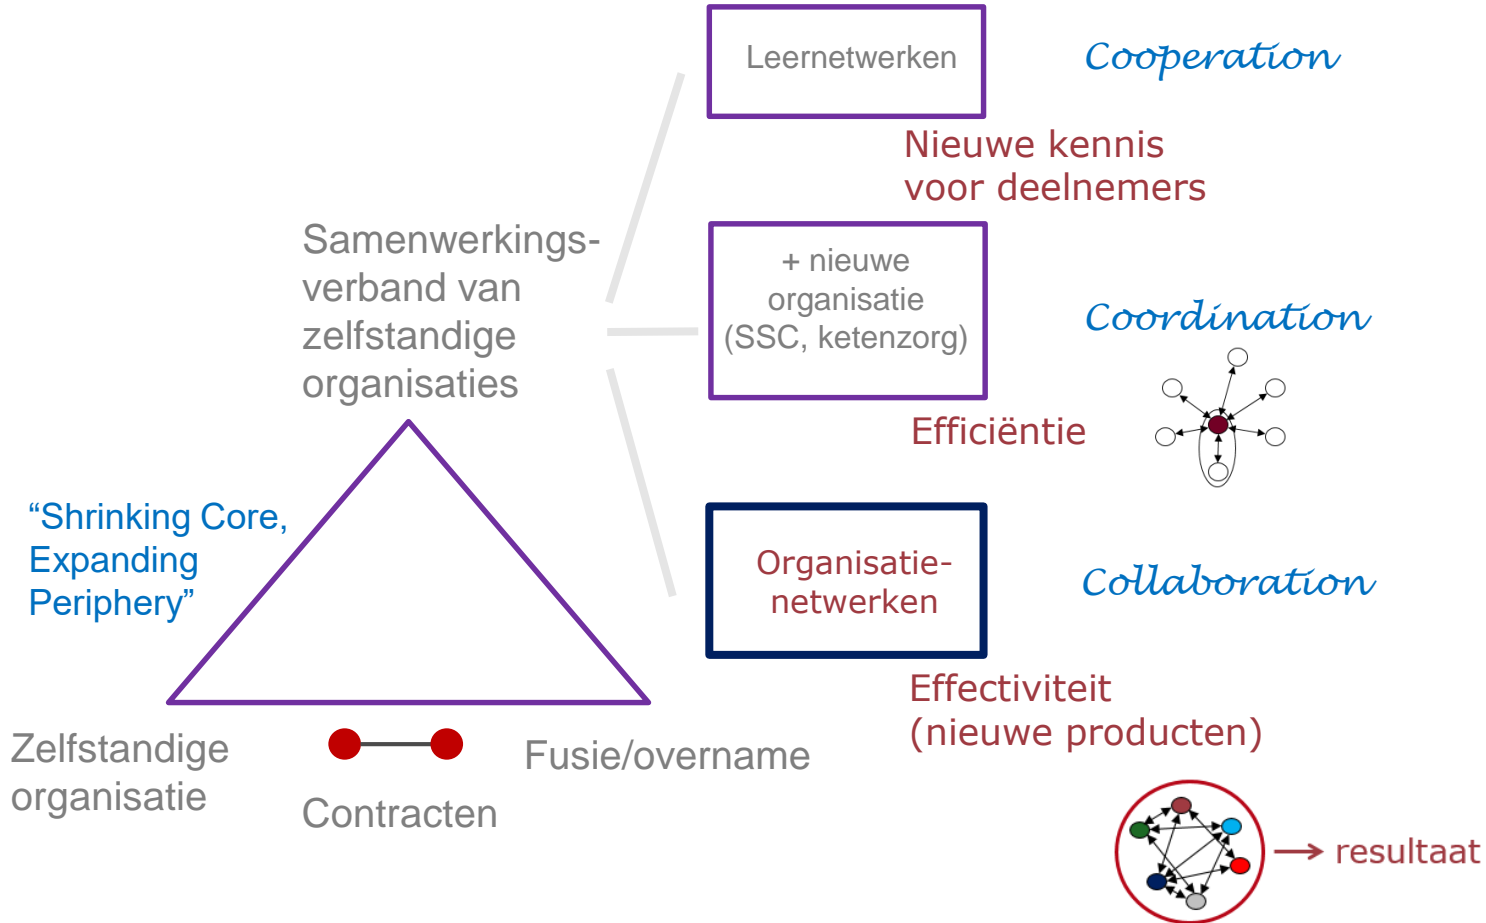 Leernetwerken
Cooperation
Nieuwe kennis
voor deelnemers
Samenwerkings-
verband van
zelfstandige
organisaties
+ nieuwe
organisatie
(SSC, ketenzorg)
Coordination
Efficiëntie
“Shrinking Core,
Expanding
Periphery”
Organisatie-
netwerken
Collaboration
Effectiviteit
(nieuwe producten)
Zelfstandige
organisatie
Contracten
Fusie/overname
resultaat